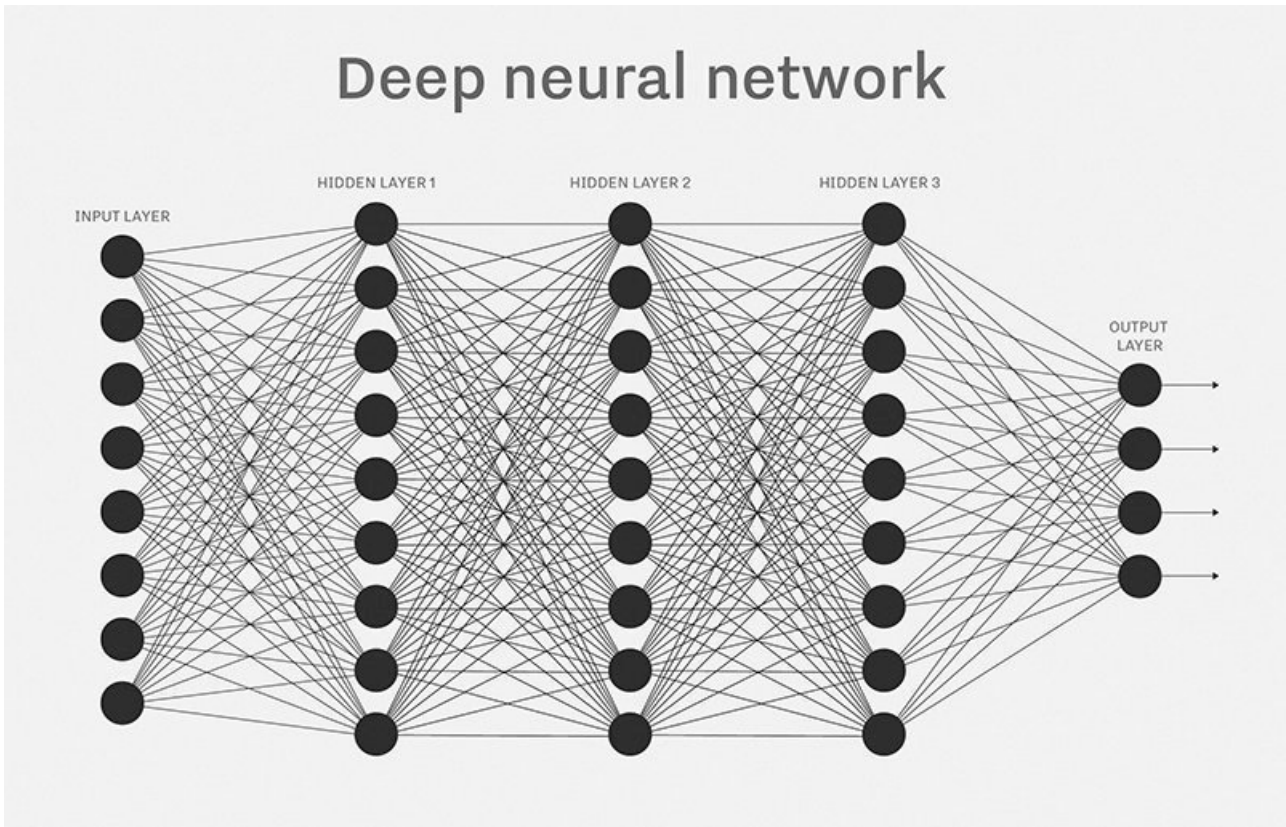 Deep neural network
HIDDEN LAYER 1
HIDDEN LAYER 2
HIDDEN LAYER 3
INPUT LAYER
OUTPUT
LAYER